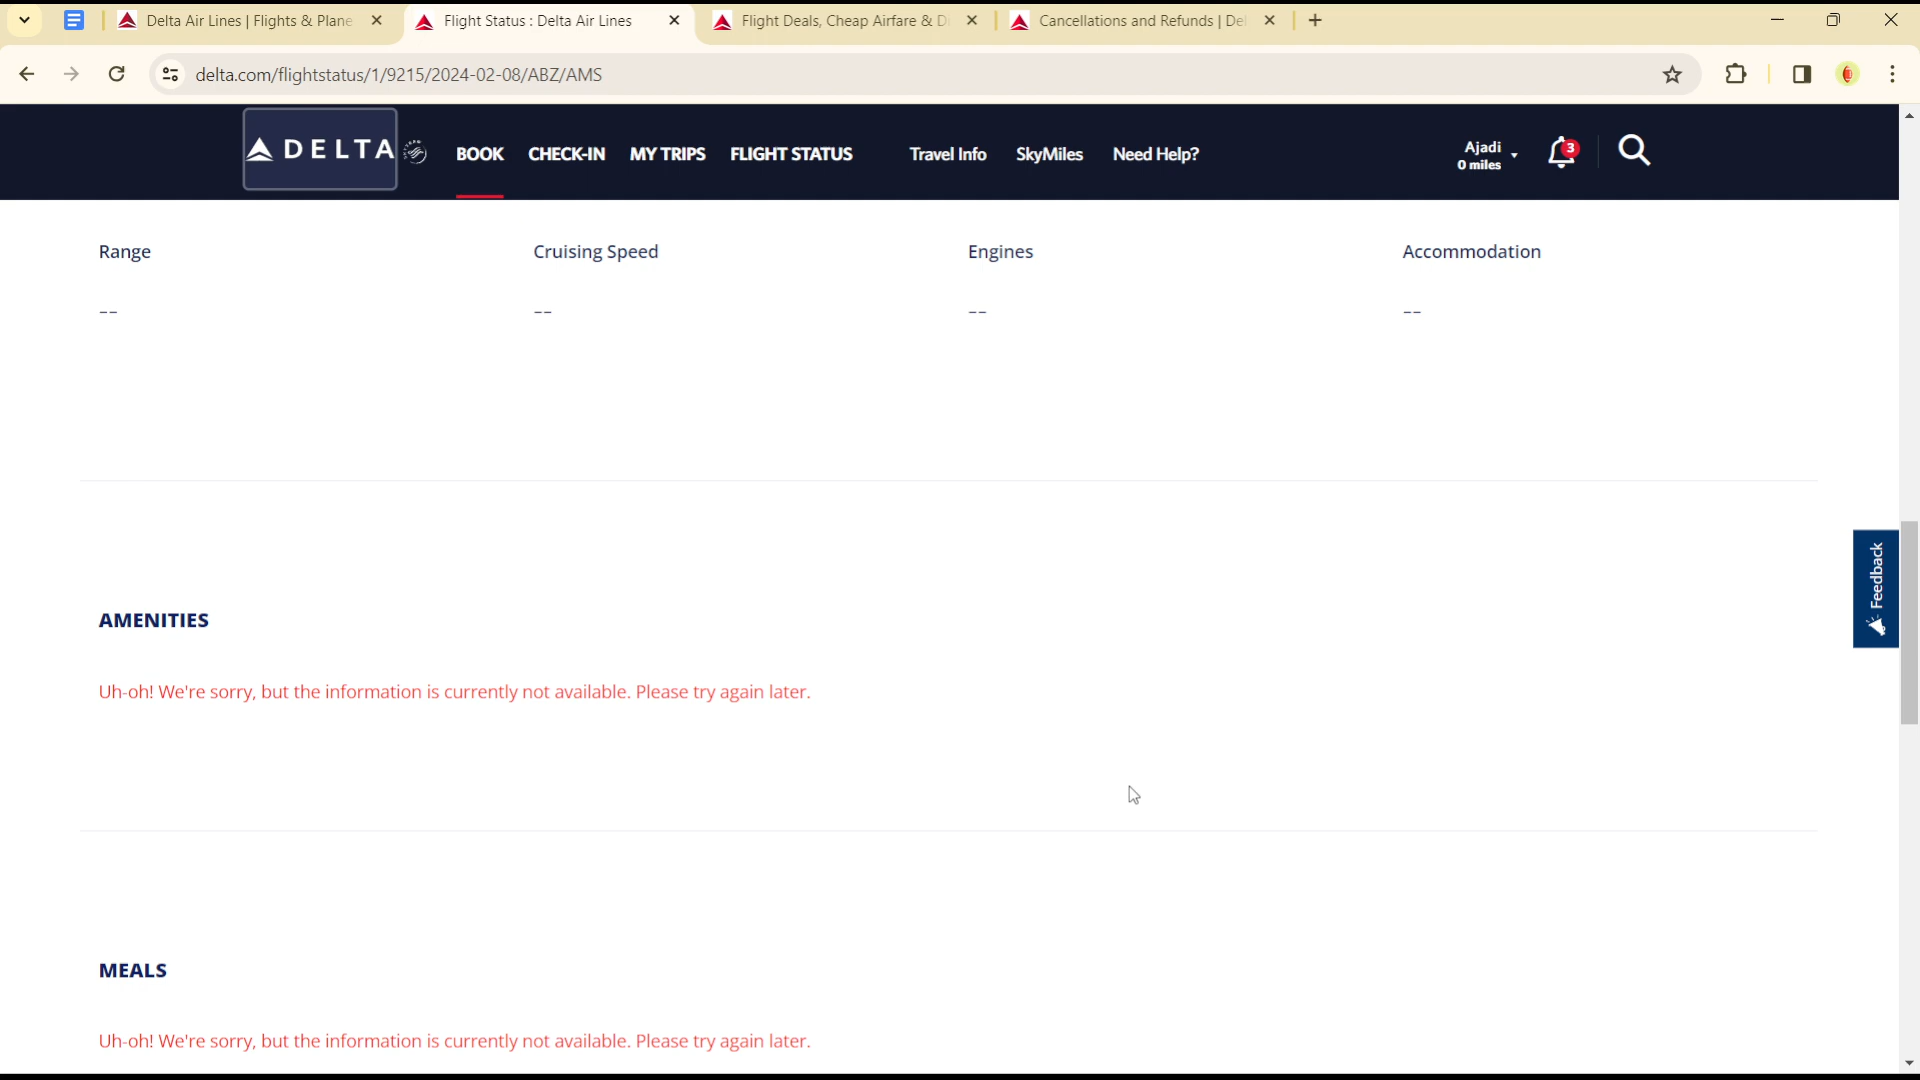 Delta Air Lines | Flights & Plane
Flight Status : Delta Air Lines
Flight Deals, Cheap Airfare & D
Cancellations and Refunds | Del
delta.com/flightstatus/1/9215/2024-02-08/ABZ/AMS
DELTA
BOOK
CHECK-IN
MY TRIPS
FLIGHT STATUS
Travel Info
SkyMiles
Need Help?
Ajadi
0 miles
3
Range
Cruising Speed
Engines
Accommodation
--
--
--
--
Feedback
AMENITIES
Uh-oh! We're sorry, but the information is currently not available. Please try again later.
MEALS
Uh-oh! We're sorry, but the information is currently not available. Please try again later.